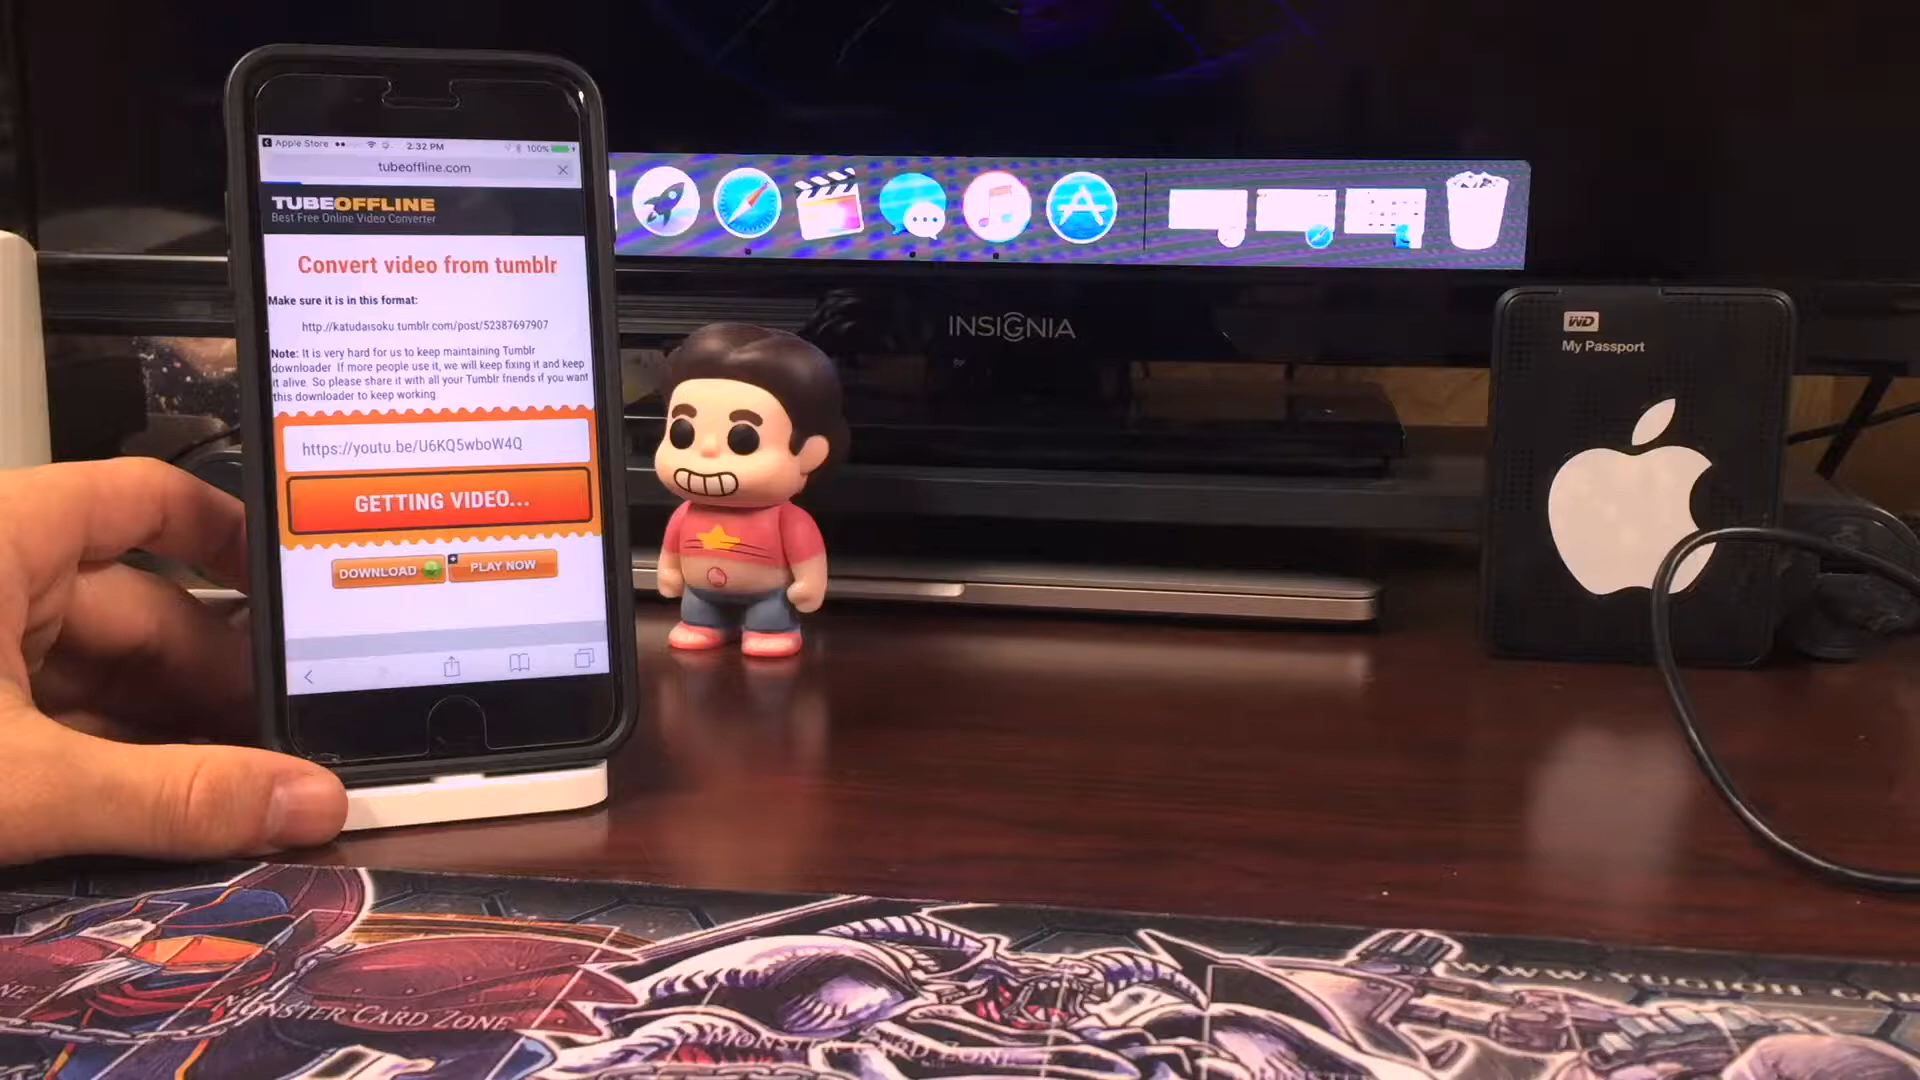 Apple Store
2:32 PM
100%
tubeoffline.com
TUBEOFFLINE
Best Free Online Video Converter
Convert video from tumblr
Make sure it is in this format:
http://katudaisoku.tumblr.com/post/52387697907
Note: It is very hard for us to keep maintaining Tumblr
downloader. If more people use it, we will keep fixing it and keep
it alive. So please share it with all your Tumblr friends if you want
this downloader to keep working
https://youtu.be/U6KQ5wboW4Q
GETTING VIDEO...
DOWNLOAD
PLAY NOW
INSIGNIA
WD
My Passport
MONSTER CARD ZONE
MONSTER CARD ZONE
WWW.YUGIOH-CAR